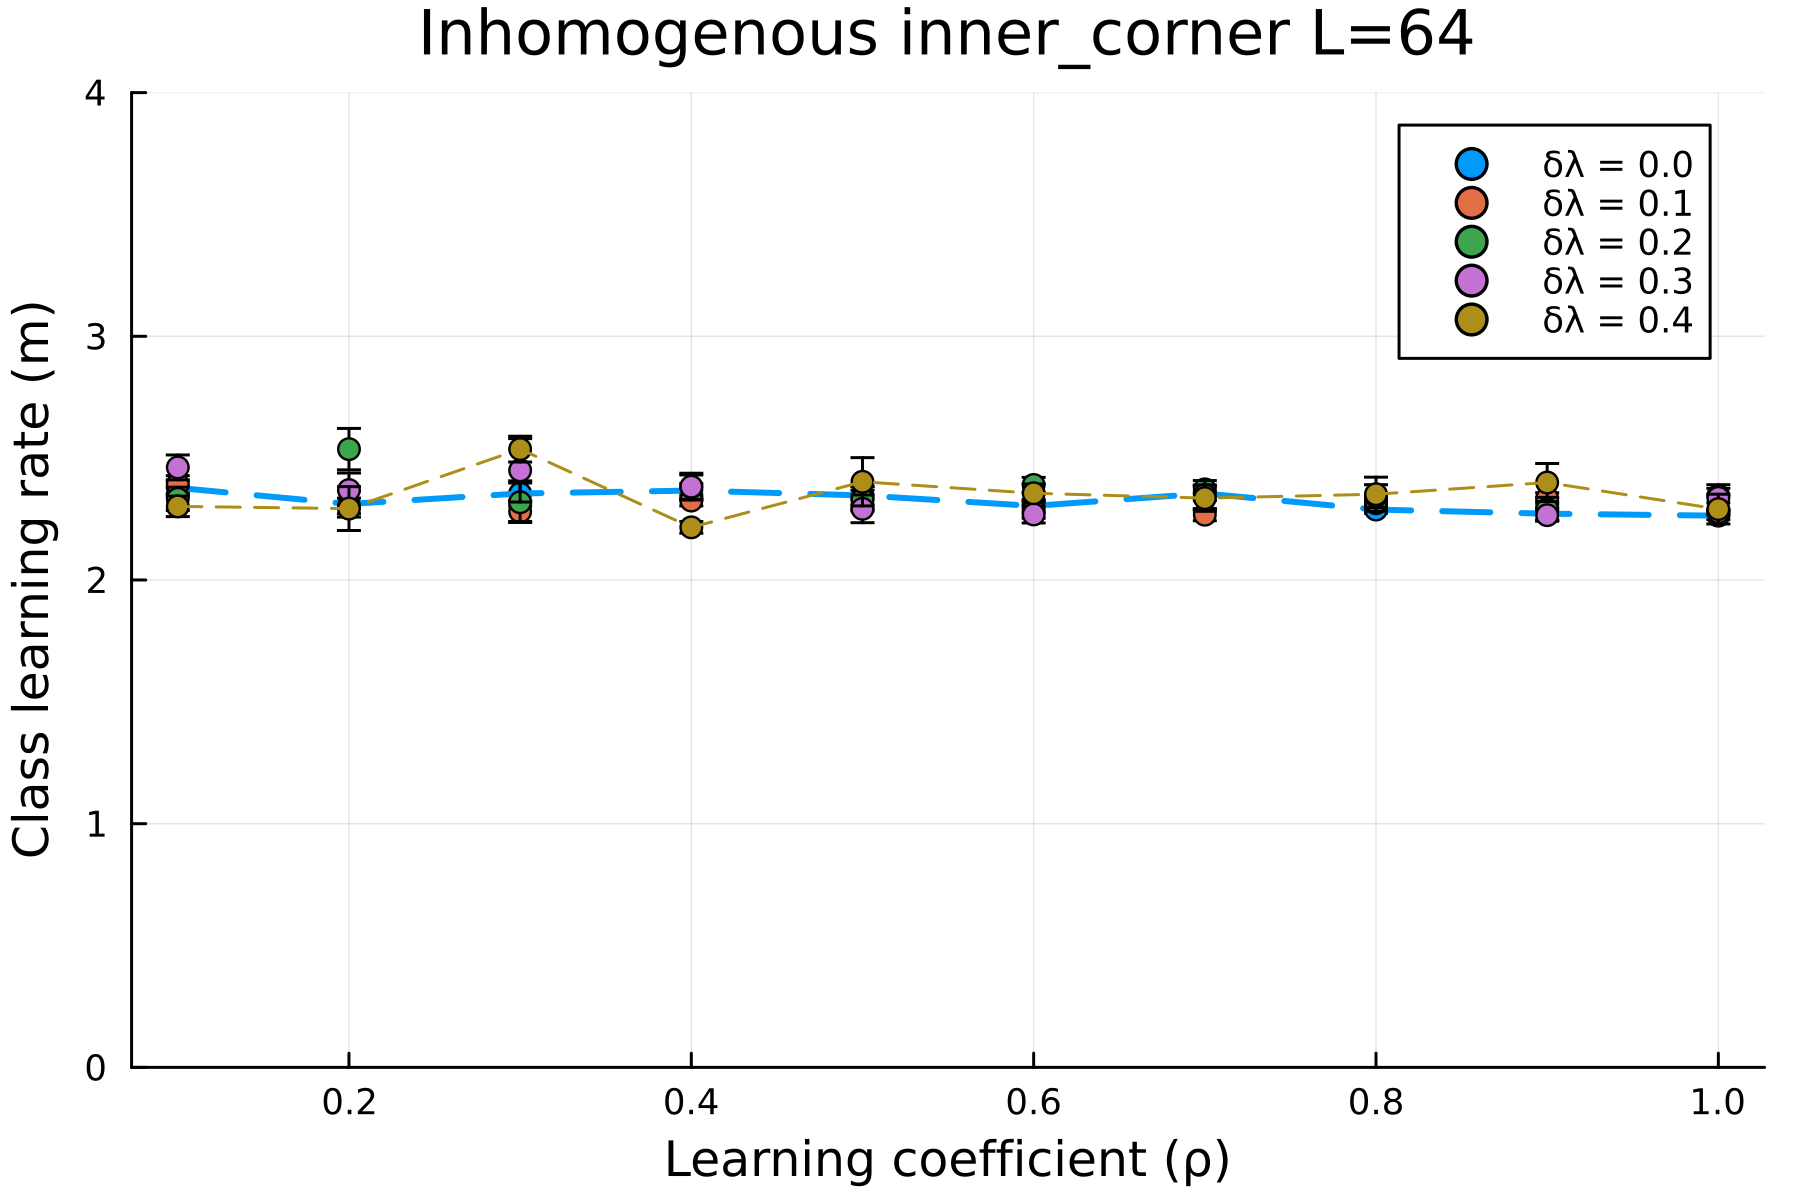 Inhomogenous inner_corner L=64
4
3
2
1
0
Class learning rate (m)
δλ = 0.0
δλ = 0.1
δλ = 0.2
δλ = 0.3
δλ = 0.4
0.2 0.4 0.6 0.8 1.0
Learning coefficient (ρ)